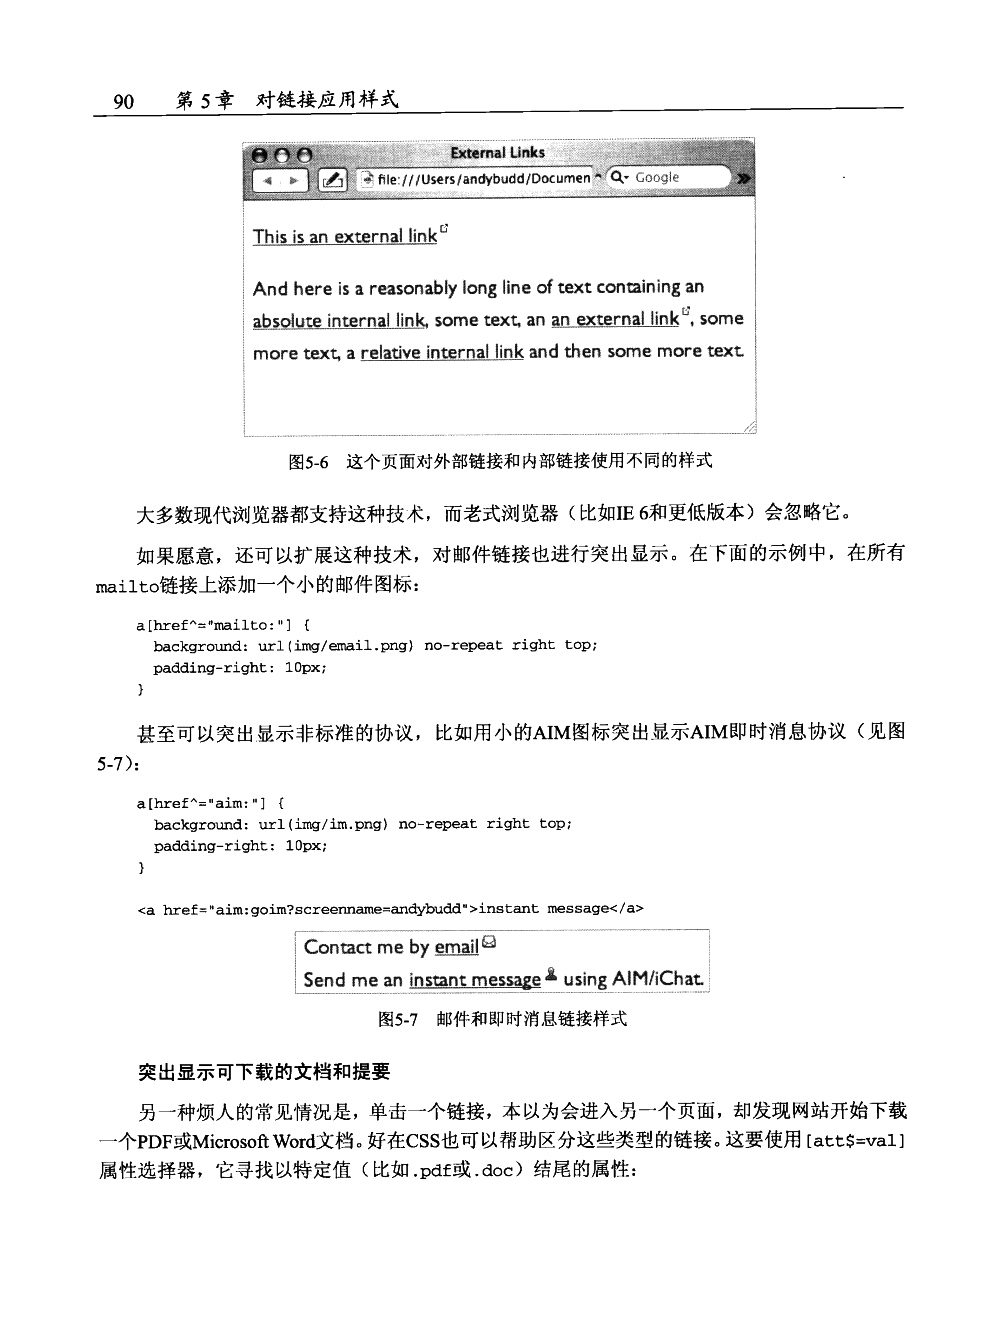 90 第 5 章 对链接应用样式
External Links
file:///Users/andybudd/Documen
Google
This is an external link
And here is a reasonably long line of text containing an
absolute internal link, some text, an an external link, some
more text, a relative internal link and then some more text.
图5-6 这个页面对外部链接和内部链接使用不同的样式
大多数现代浏览器都支持这种技术，而老式浏览器（比如IE 6和更低版本）会忽略它。
如果愿意，还可以扩展这种技术，对邮件链接也进行突出显示。在下面的示例中，在所有
mailto链接上添加一个小的邮件图标：
a[href^="mailto:"] {
background: url(img/email.png) no-repeat right top;
padding-right: 10px;
}
甚至可以突出显示非标准的协议，比如用小的AIM图标突出显示AIM即时消息协议（见图
5-7）：
a[href^="aim:"] {
background: url(img/im.png) no-repeat right top;
padding-right: 10px;
}
<a href="aim:goim?screenname=andybudd">instant message</a>
Contact me by email
Send me an instant message using AIM/iChat.
图5-7 邮件和即时消息链接样式
突出显示可下载的文档和提要
另一种烦人的常见情况是，单击一个链接，本以为会进入另一个页面，却发现网站开始下载
一个PDF或Microsoft Word文档。好在CSS也可以帮助区分这些类型的链接。这要使用[att$=val]
属性选择器，它寻找以特定值（比如.pdf或.doc）结尾的属性：